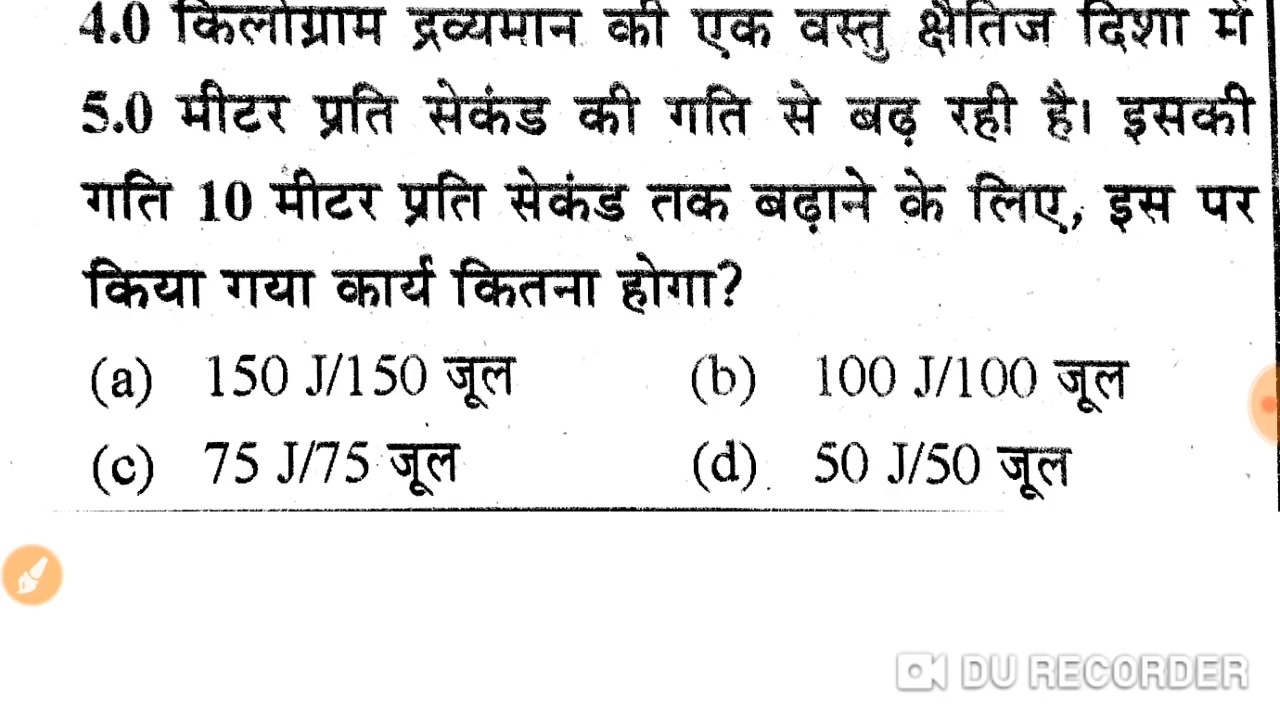 4.0 किलोग्राम द्रव्यमान की एक वस्तु क्षैतिज दिशा में
5.0 मीटर प्रति सेकंड की गति से बढ़ रही है। इसकी
गति 10 मीटर प्रति सेकंड तक बढ़ाने के लिए, इस पर
किया गया कार्य कितना होगा?
(a) 150 J/150 जूल (b) 100 J/100 जूल
(c) 75 J/75 जूल (d) 50 J/50 जूल
DU RECORDER